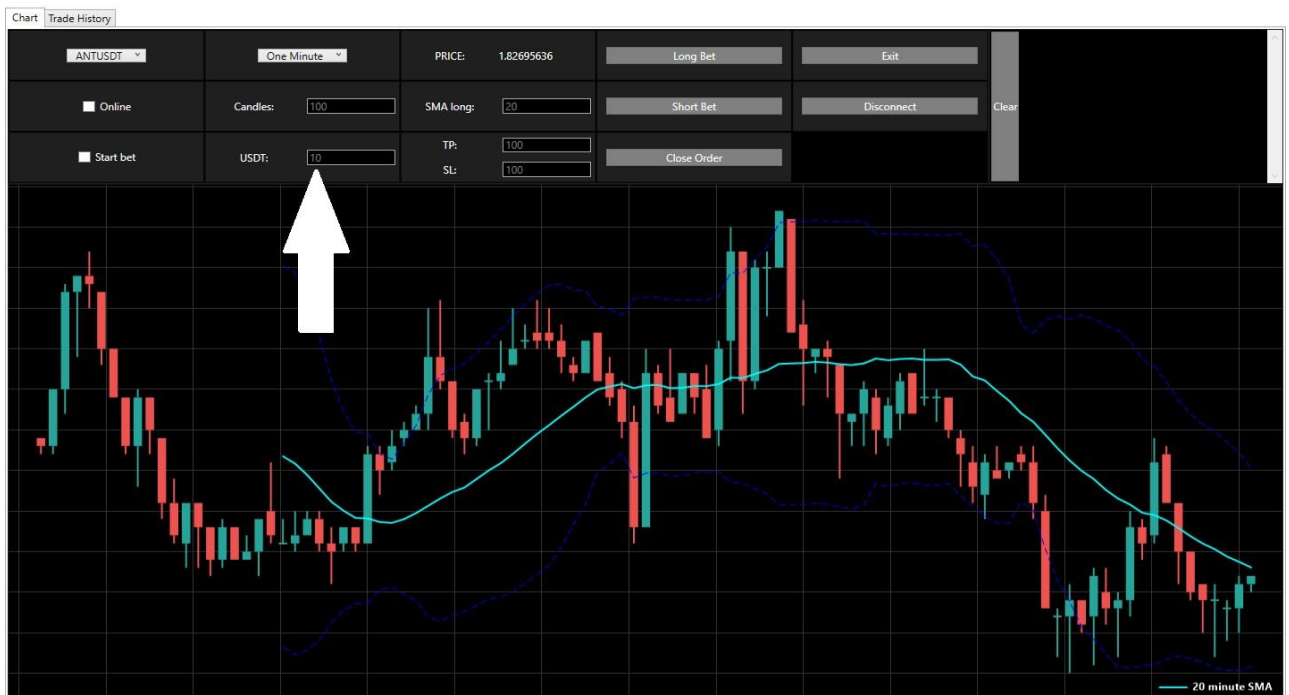 Chart Trade History
ANTUSDT One Minute PRICE: 1.82695636 Long Bet Exit
Online Candles: 100 SMA long: 20 Short Bet Disconnect Clear
Start bet USDT: 10 TP: 100 Close Order
SL: 100
20 minute SMA